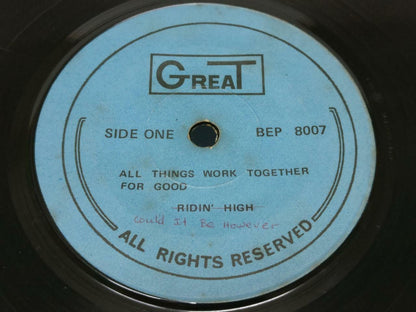 GREAT
SIDE ONE BEP 8007
ALL THINGS WORK TOGETHER
FOR GOOD
RIDIN' HIGH
Could It Be However
ALL RIGHTS RESERVED